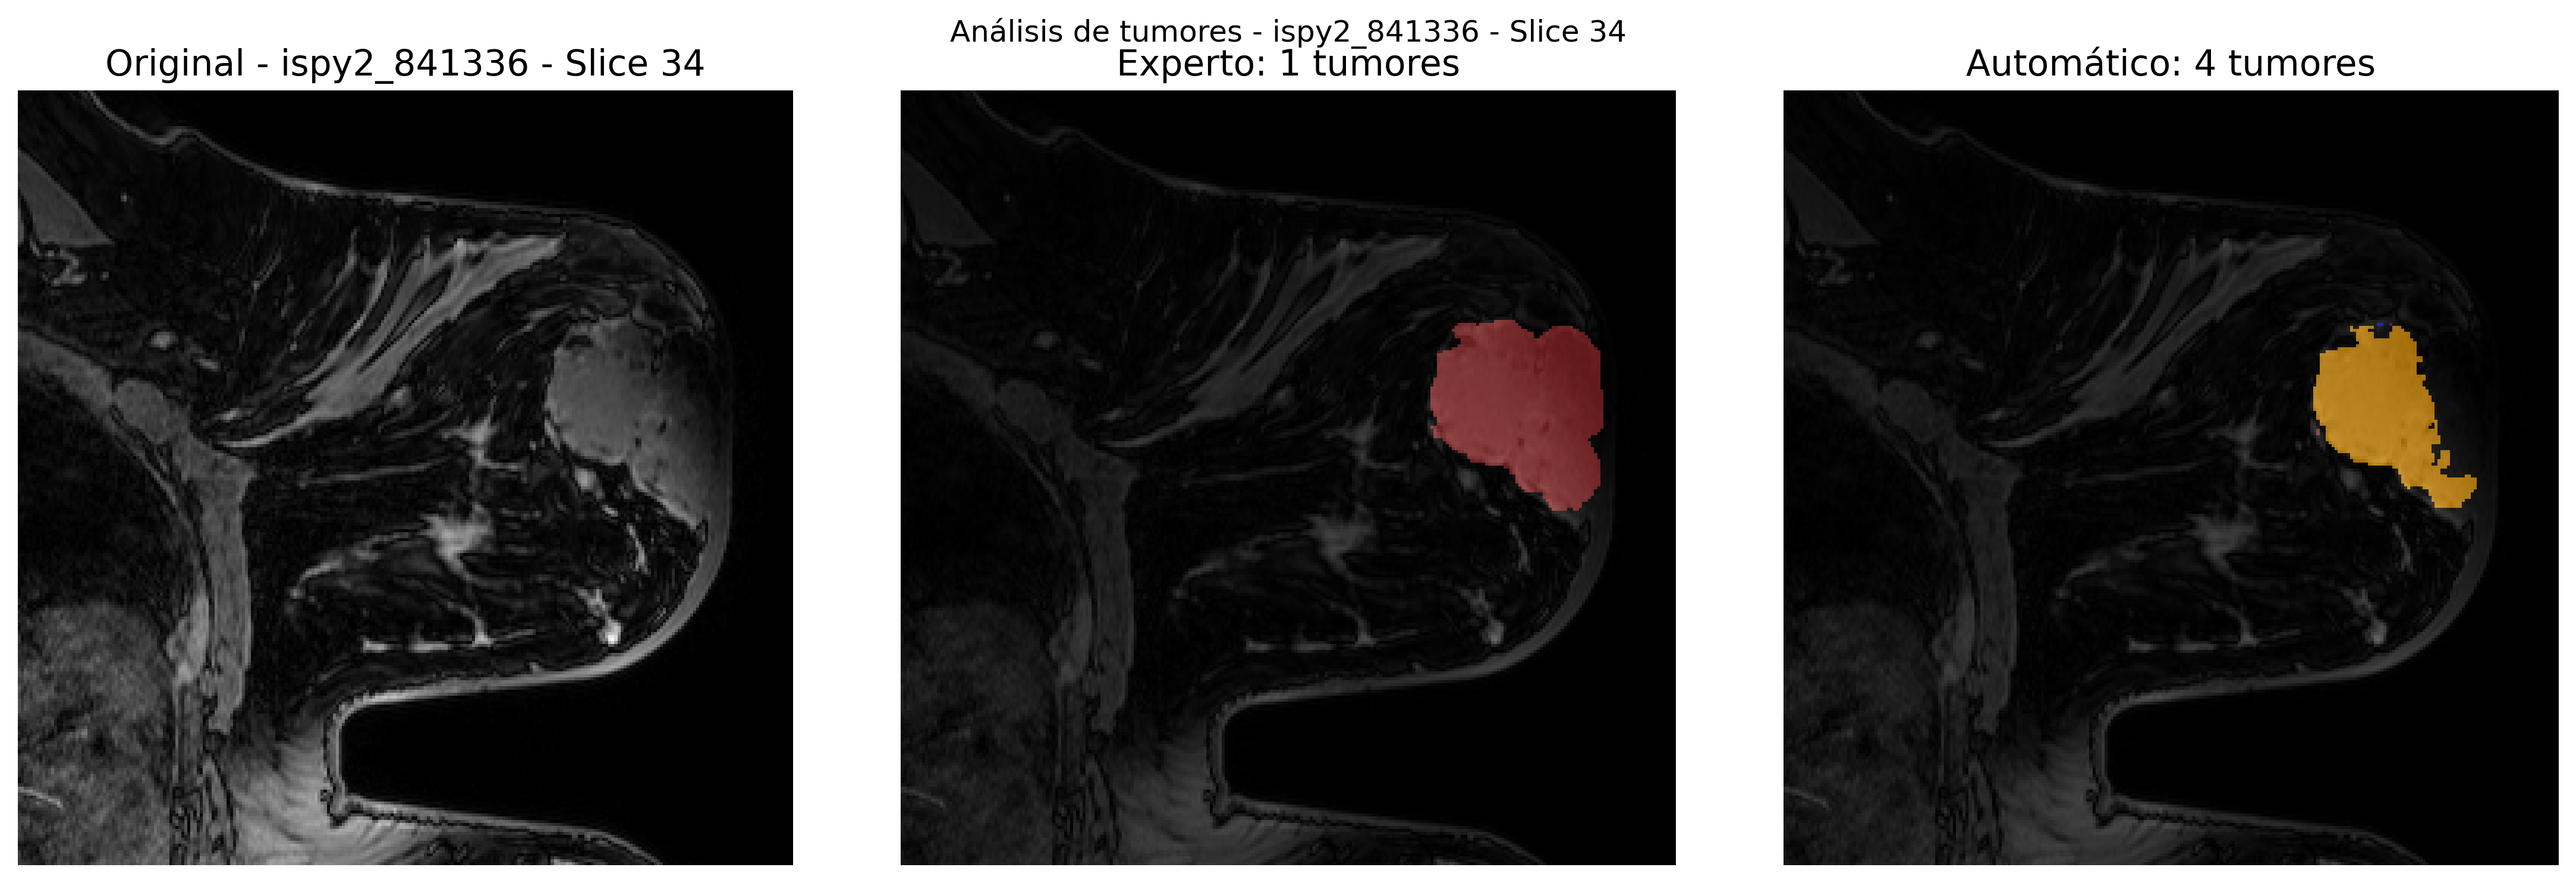 Análisis de tumores - ispy2_841336 - Slice 34
Original - ispy2_841336 - Slice 34
Experto: 1 tumores
Automático: 4 tumores